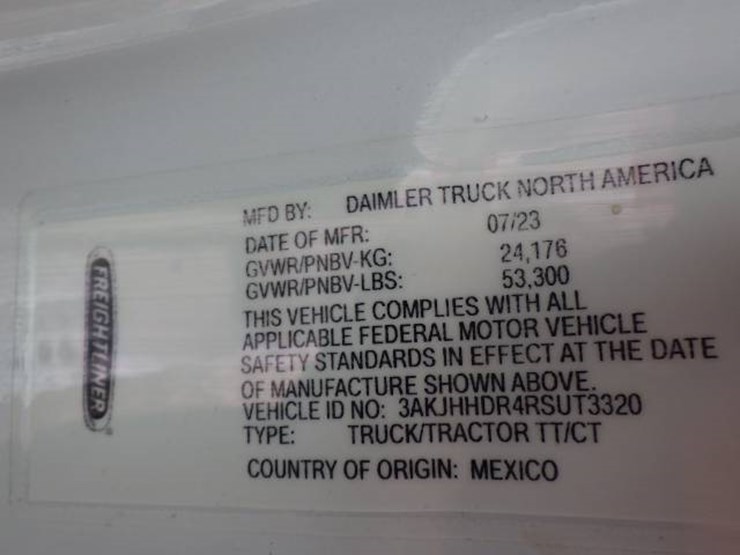 FREIGHTLINER
MFD BY: DAIMLER TRUCK NORTH AMERICA
DATE OF MFR: 07/23
GVWR/PNBV-KG: 24,176
GVWR/PNBV-LBS: 53,300
THIS VEHICLE COMPLIES WITH ALL
APPLICABLE FEDERAL MOTOR VEHICLE
SAFETY STANDARDS IN EFFECT AT THE DATE
OF MANUFACTURE SHOWN ABOVE.
VEHICLE ID NO: 3AKJHHDR4RSUT3320
TYPE: TRUCK/TRACTOR TT/CT
COUNTRY OF ORIGIN: MEXICO